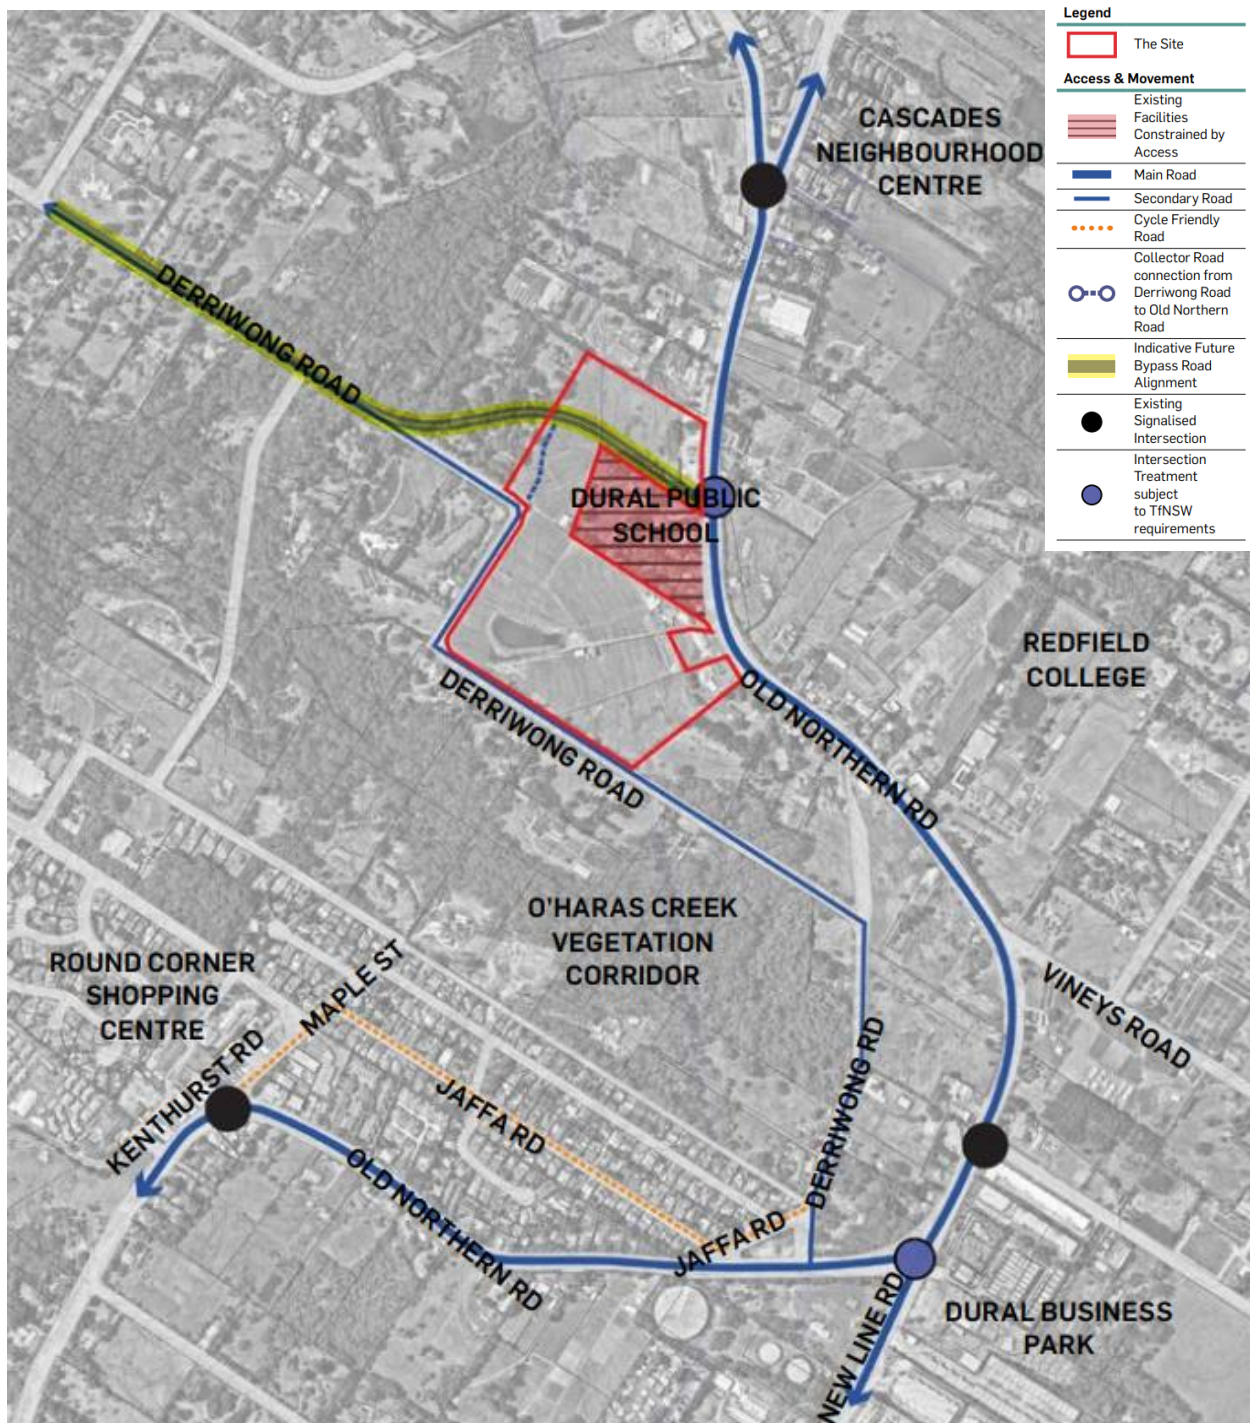 Legend
The Site
Access & Movement
Existing
Facilities
Constrained by
Access
Main Road
Secondary Road
Cycle Friendly
Road
Collector Road
connection from
Derriwong Road
to Old Northern
Road
Indicative Future
Bypass Road
Alignment
Existing
Signalised
Intersection
Intersection
Treatment
subject
to TfNSW
requirements
CASCADES
NEIGHBOURHOOD
CENTRE
DERRIWONG ROAD
DURAL PUBLIC
SCHOOL
REDFIELD
COLLEGE
DERRIWONG ROAD
OLD NORTHERN RD
O'HARAS CREEK
VEGETATION
CORRIDOR
ROUND CORNER
SHOPPING
CENTRE
MAPLE ST
VINEYS ROAD
KENTHURST RD
JAFFA RD
DERRIWONG RD
OLD NORTHERN RD
JAFFA RD
NEW LINE RD
DURAL BUSINESS
PARK